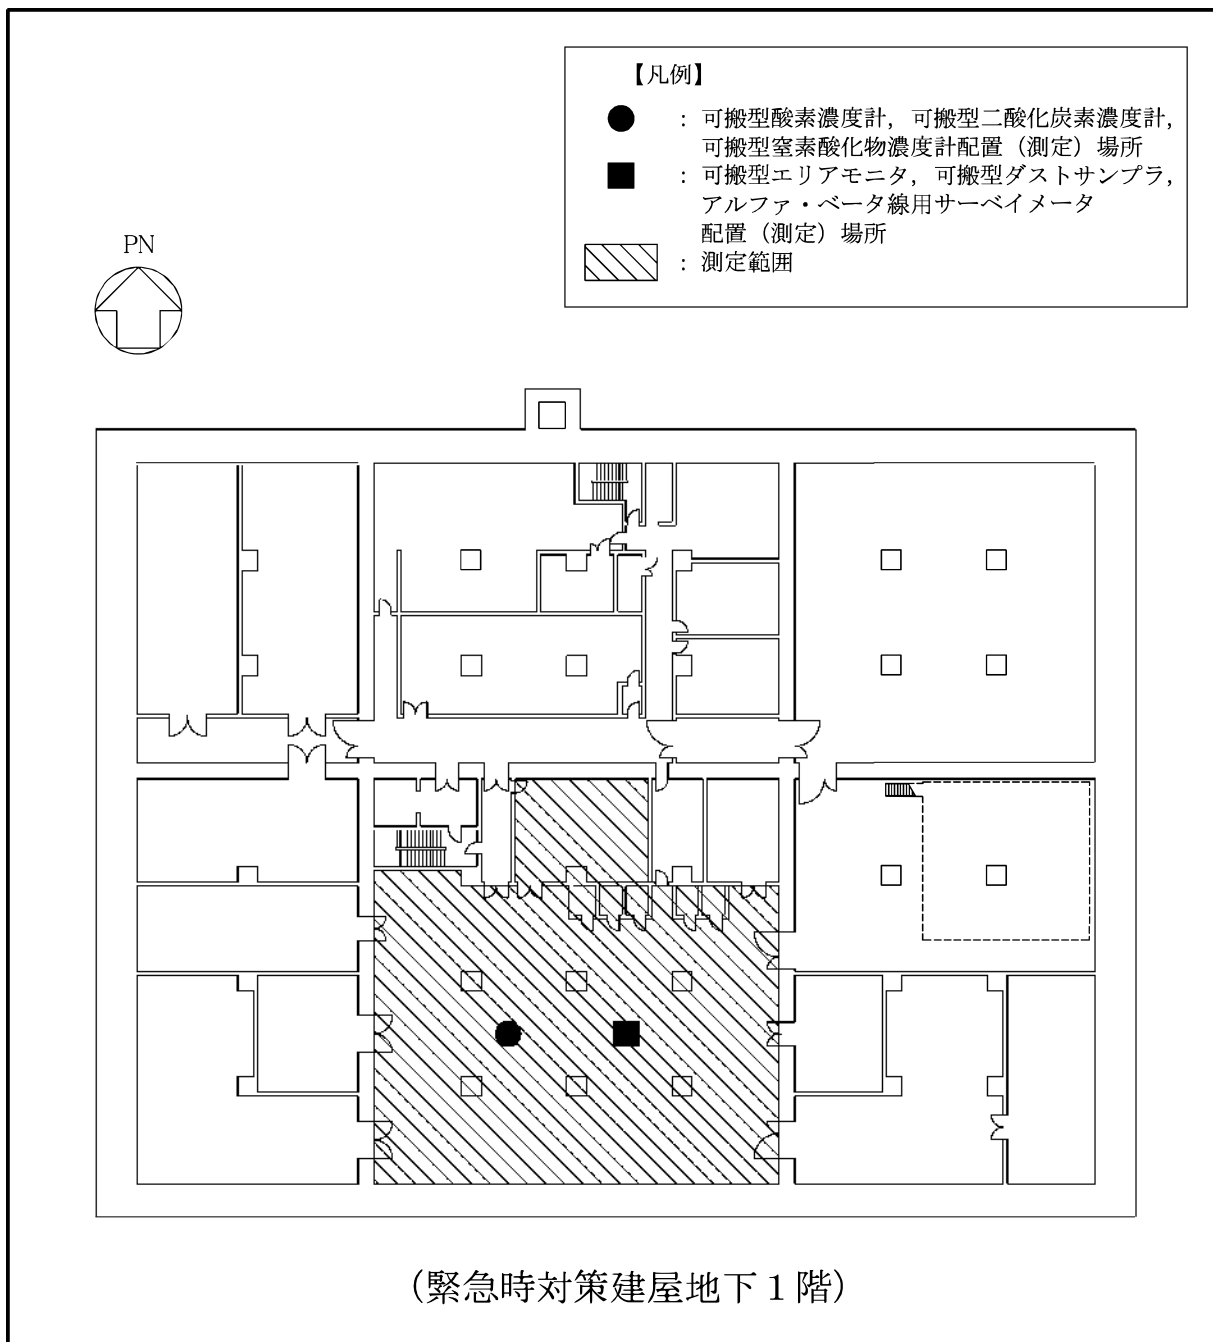 【凡例】
：可搬型酸素濃度計，可搬型二酸化炭素濃度計，
可搬型窒素酸化物濃度計配置（測定）場所
：可搬型エリアモニタ，可搬型ダストサンプラ，
アルファ・ベータ線用サーベイメータ
配置（測定）場所
：測定範囲
PN
（緊急時対策建屋地下１階）